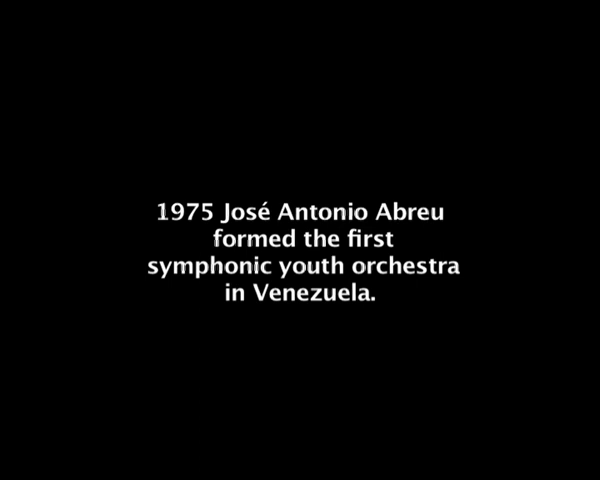 1975 José Antonio Abreu
formed the first
symphonic youth orchestra
in Venezuela.